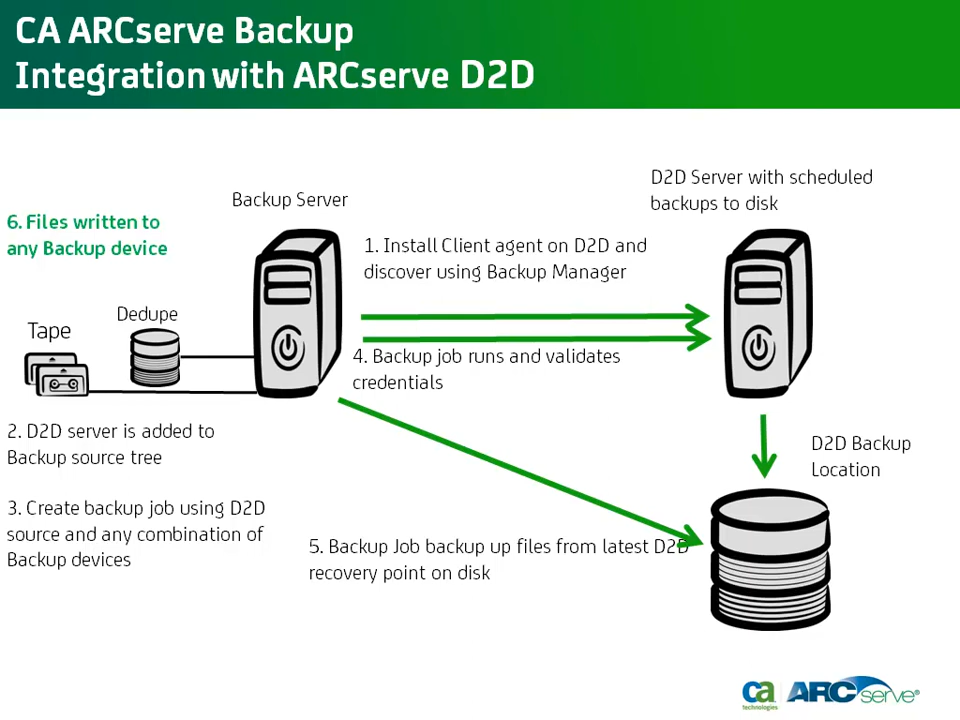 CA ARCserve Backup
Integration with ARCserve D2D
D2D Server with scheduled
backups to disk
Backup Server
6. Files written to
any Backup device
1. Install Client agent on D2D and
discover using Backup Manager
Dedupe
Tape
4. Backup job runs and validates
credentials
2. D2D server is added to
Backup source tree
D2D Backup
Location
3. Create backup job using D2D
source and any combination of
Backup devices
5. Backup Job backup up files from latest D2D
recovery point on disk
ca
technologies
ARCserve®